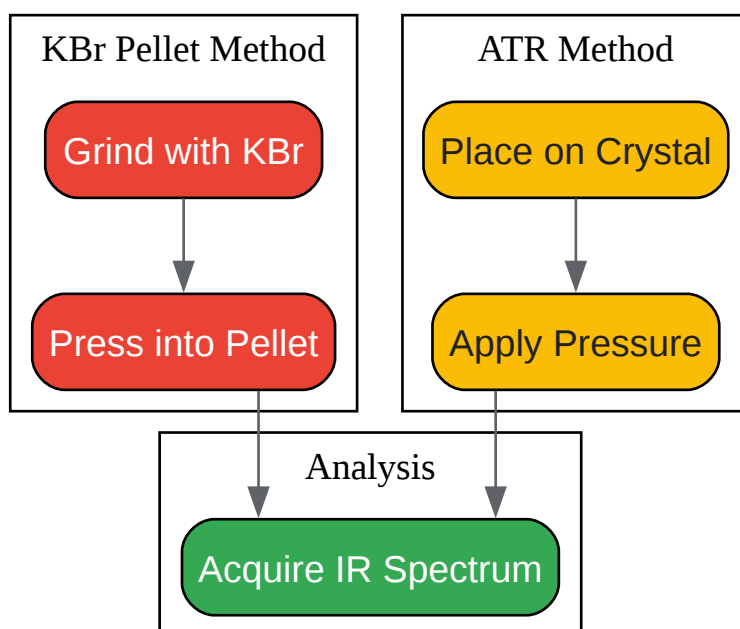 KBr Pellet Method
Grind with KBr
Press into Pellet
ATR Method
Place on Crystal
Apply Pressure
Analysis
Acquire IR Spectrum